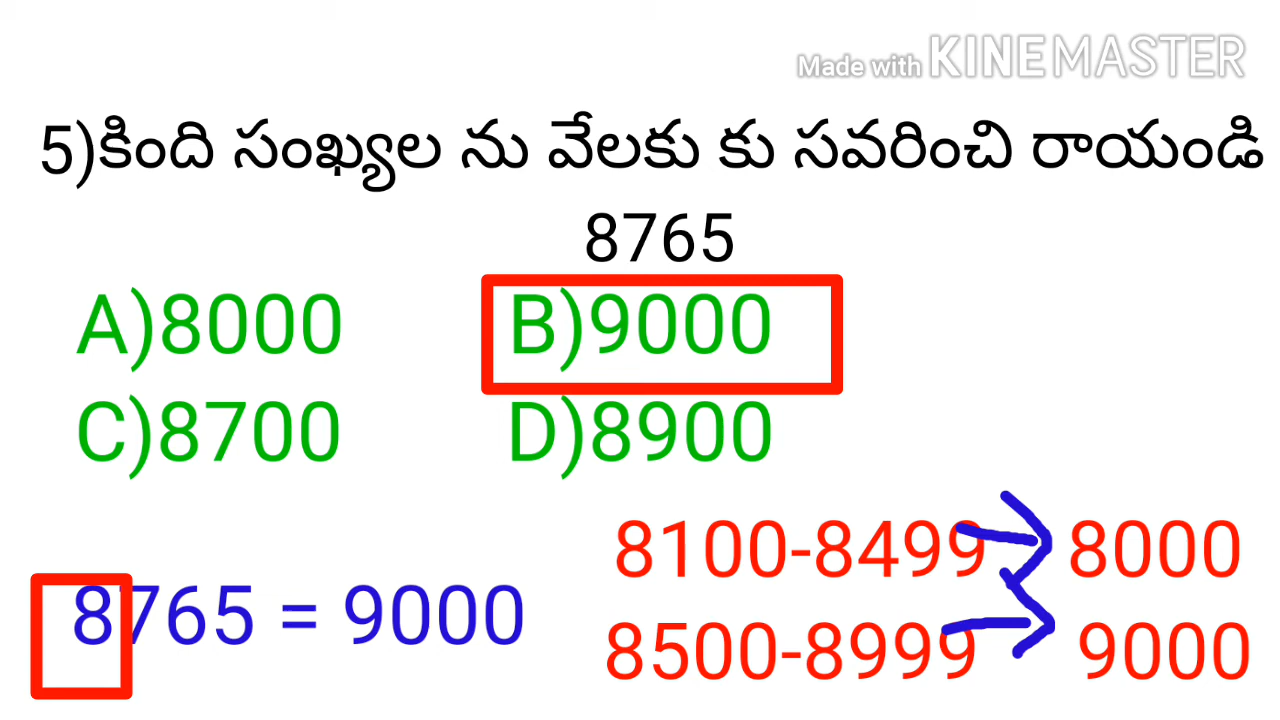 Made with KINEMASTER
5)కింది సంఖ్యల ను వేలకు కు సవరించి రాయండి
8765
A)8000 B)9000
C)8700 D)8900
8100-8499 8000
8765 = 9000
8500-8999 9000